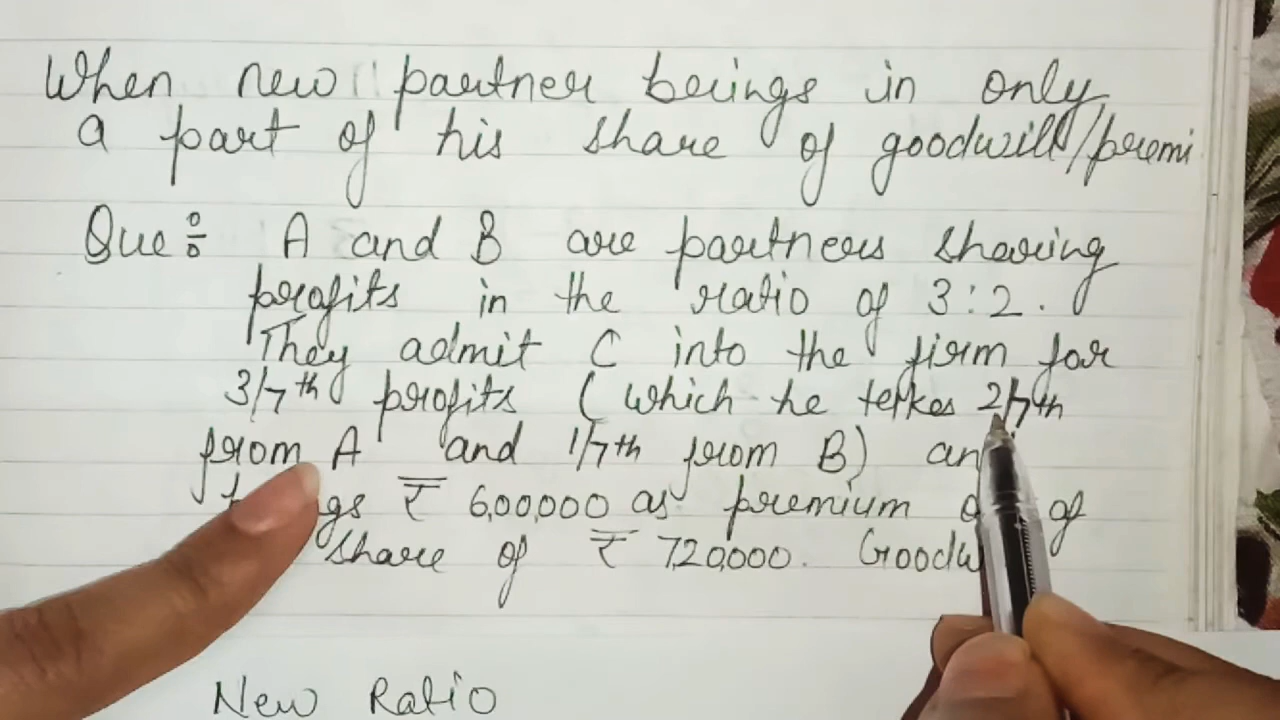 When new partner brings in only
a part of his share of goodwill/premi
Que: A and B are partners sharing
profits in the ratio of 3:2.
They admit C into the firm for
3/7th profits (which he takes 2/7th
from A and 1/7th from B) an
gs ₹ 6,00,000 as premium of
share of ₹ 7,20,000. Goodw
New Ratio